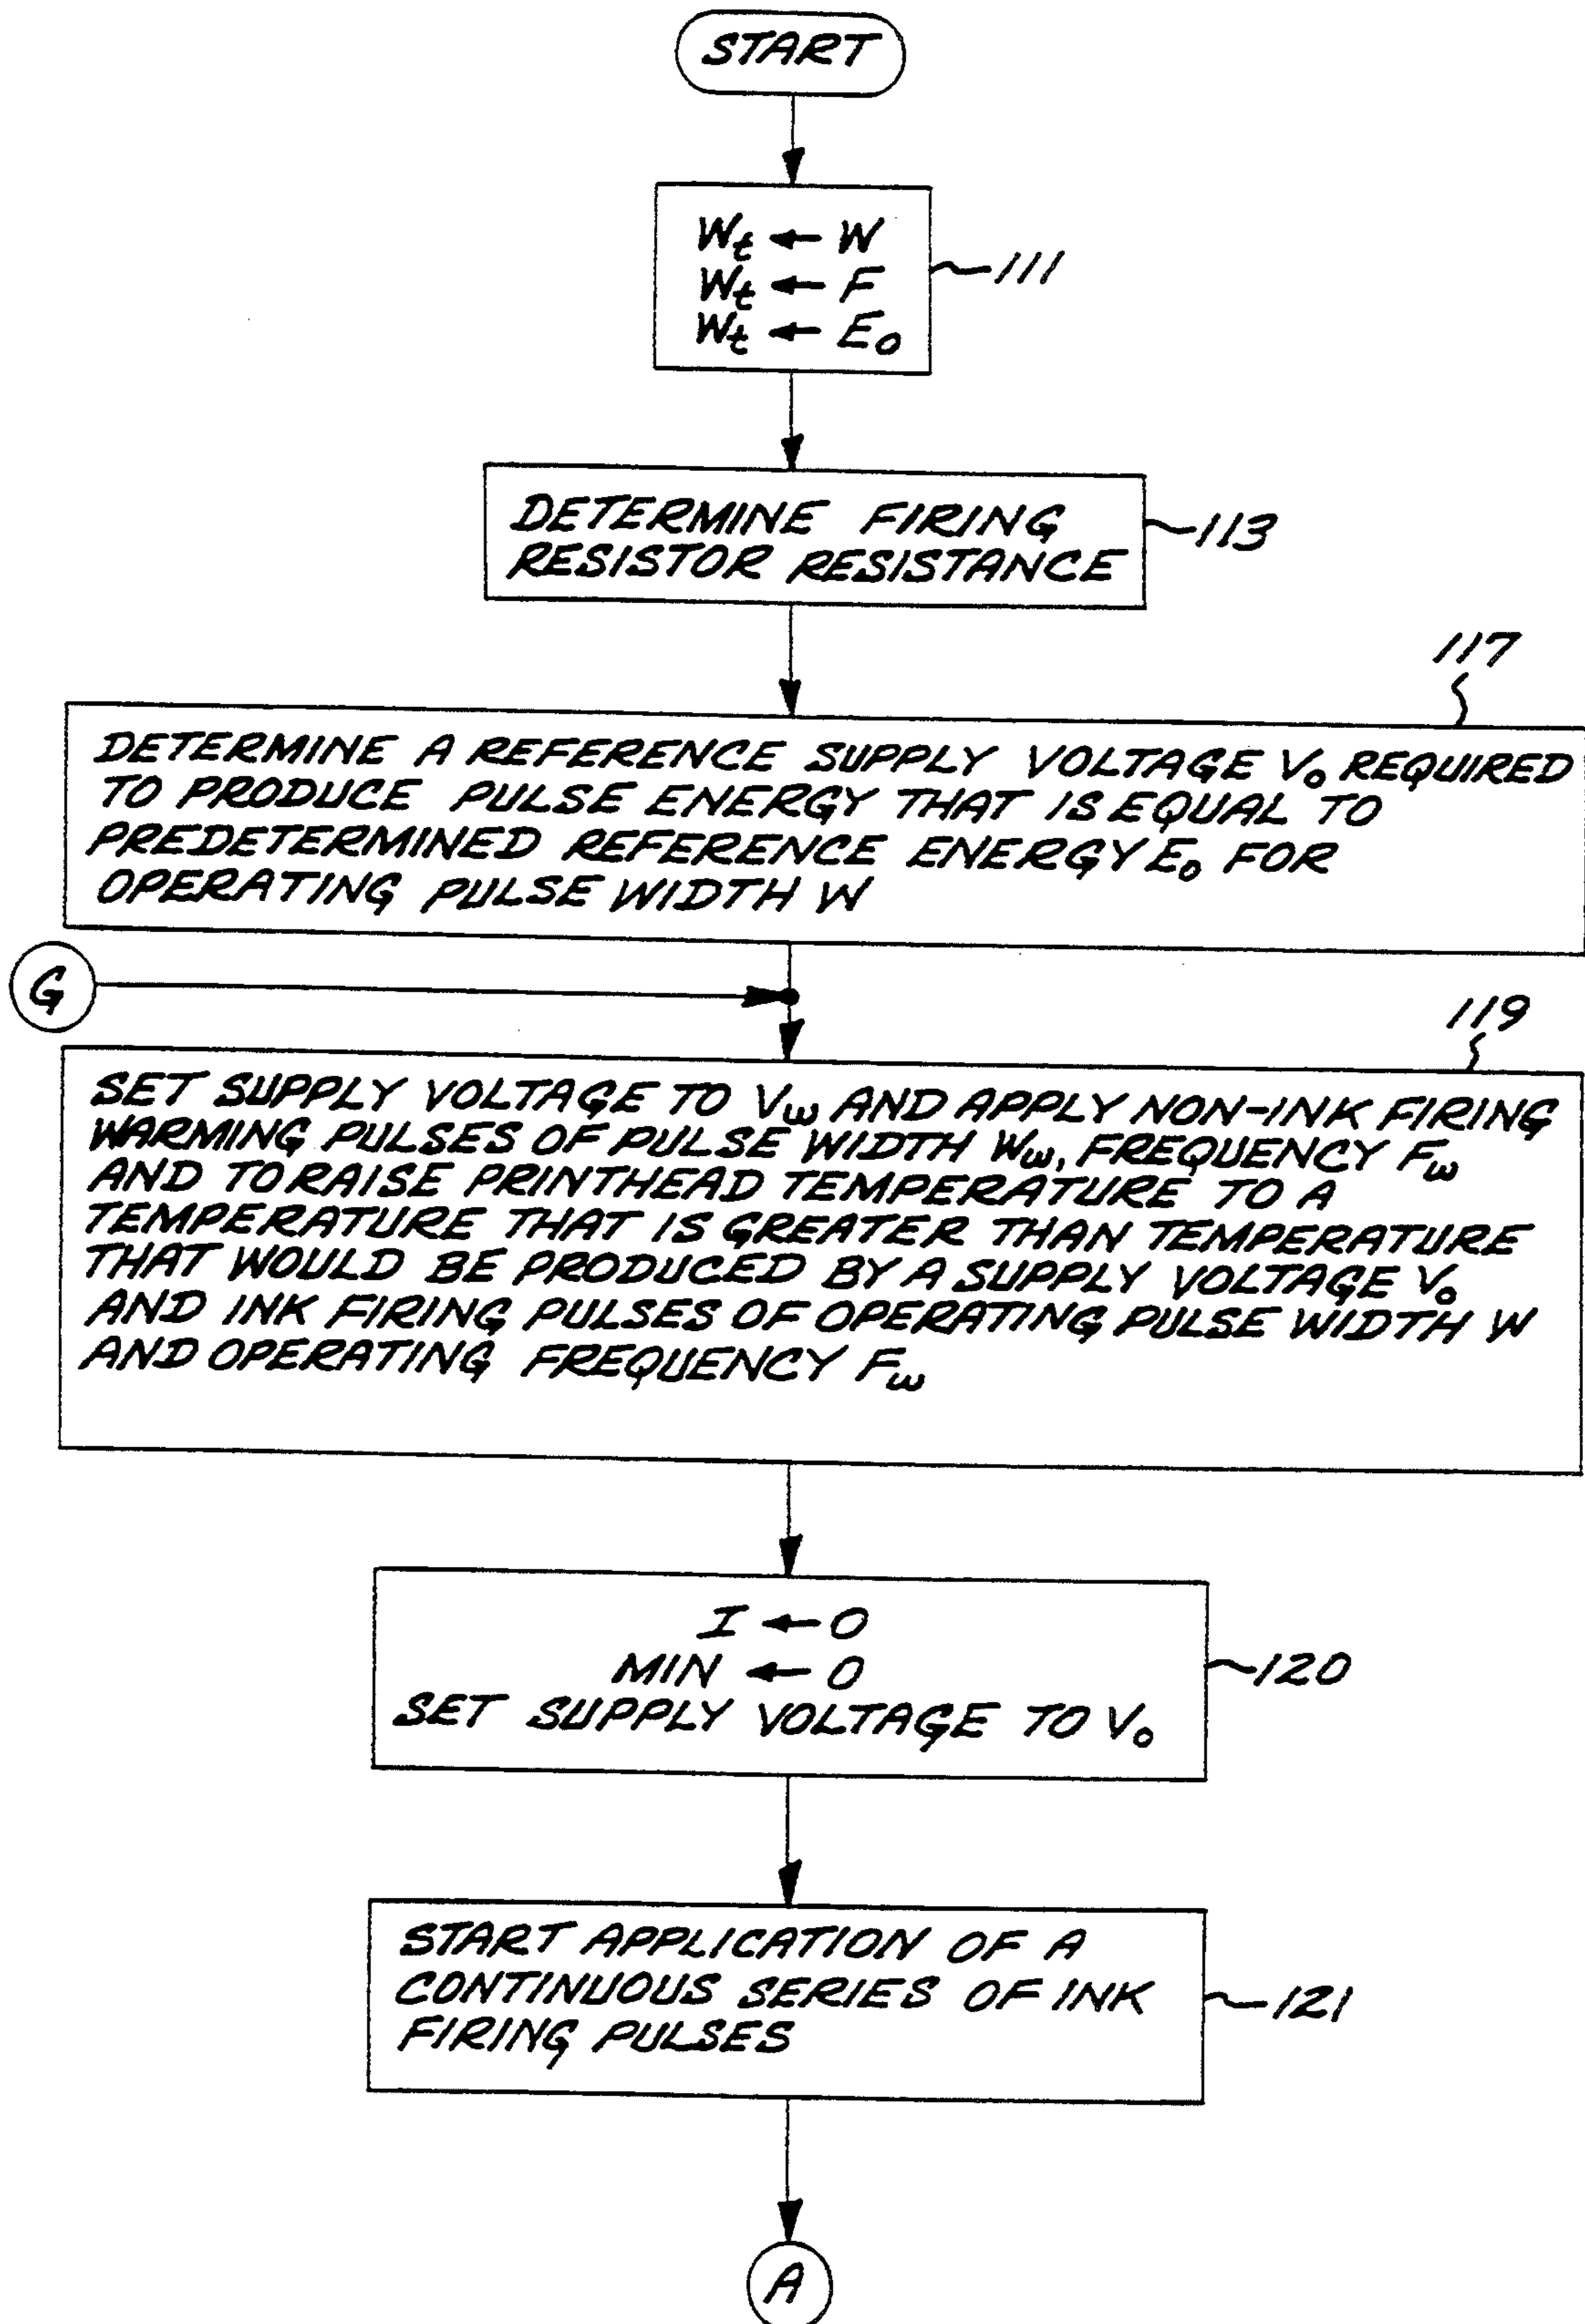 START
Wt ← W
Wt ← F
Wt ← Eo
111
DETERMINE FIRING
RESISTOR RESISTANCE
113
117
DETERMINE A REFERENCE SUPPLY VOLTAGE Vo REQUIRED
TO PRODUCE PULSE ENERGY THAT IS EQUAL TO
PREDETERMINED REFERENCE ENERGY Eo FOR
OPERATING PULSE WIDTH W
G
119
SET SUPPLY VOLTAGE TO Vω AND APPLY NON-INK FIRING
WARMING PULSES OF PULSE WIDTH Wω, FREQUENCY Fω
AND TO RAISE PRINTHEAD TEMPERATURE TO A
TEMPERATURE THAT IS GREATER THAN TEMPERATURE
THAT WOULD BE PRODUCED BY A SUPPLY VOLTAGE Vo
AND INK FIRING PULSES OF OPERATING PULSE WIDTH W
AND OPERATING FREQUENCY Fω
I ← 0
MIN ← 0
SET SUPPLY VOLTAGE TO Vo
120
START APPLICATION OF A
CONTINUOUS SERIES OF INK
FIRING PULSES
121
A